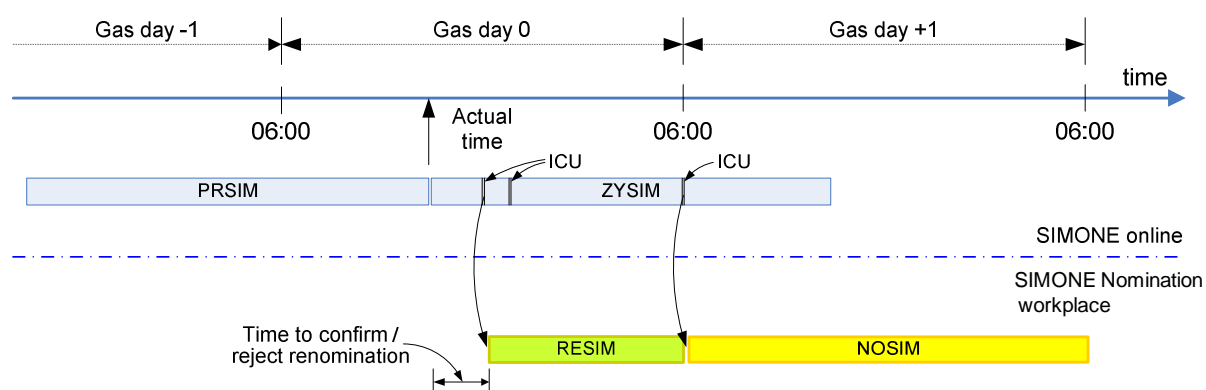 Gas day -1
Gas day 0
Gas day +1
time
06:00
Actual
time
06:00
06:00
ICU
ICU
PRSIM
ZYSIM
SIMONE online
SIMONE Nomination
workplace
Time to confirm /
reject renomination
RESIM
NOSIM